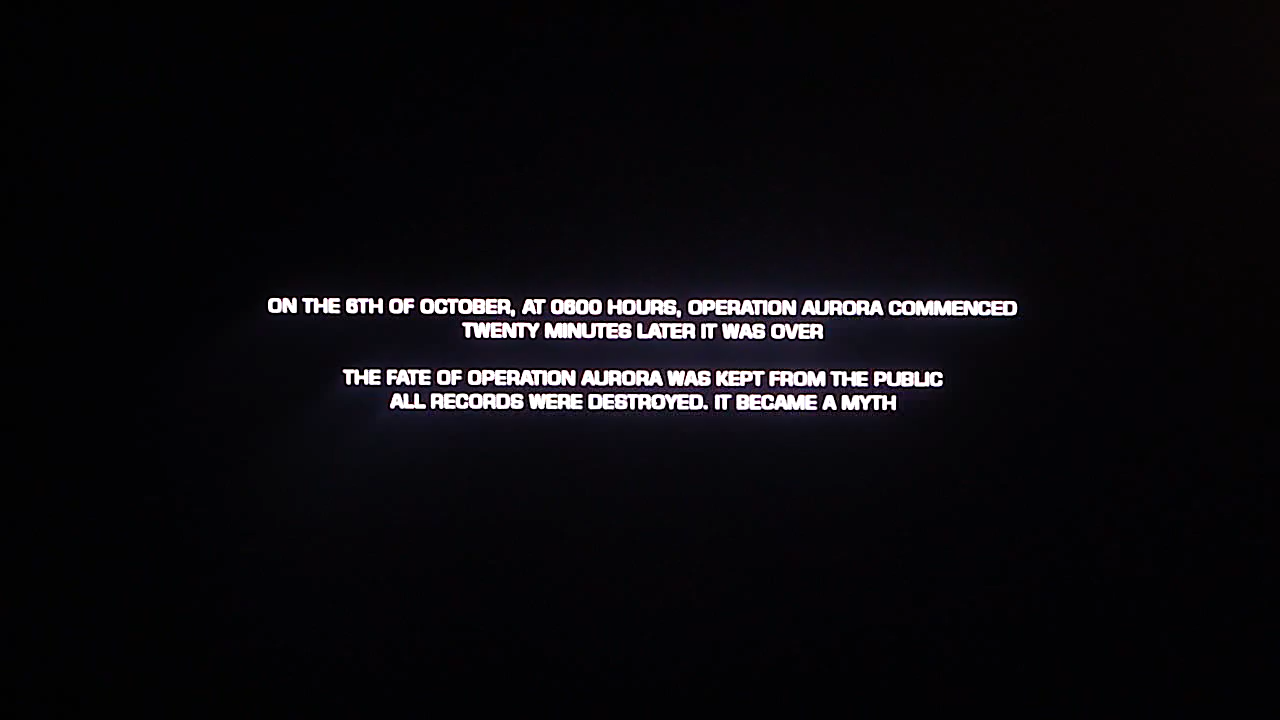 ON THE 6TH OF OCTOBER, AT 0600 HOURS, OPERATION AURORA COMMENCED
TWENTY MINUTES LATER IT WAS OVER
THE FATE OF OPERATION AURORA WAS KEPT FROM THE PUBLIC
ALL RECORDS WERE DESTROYED. IT BECAME A MYTH